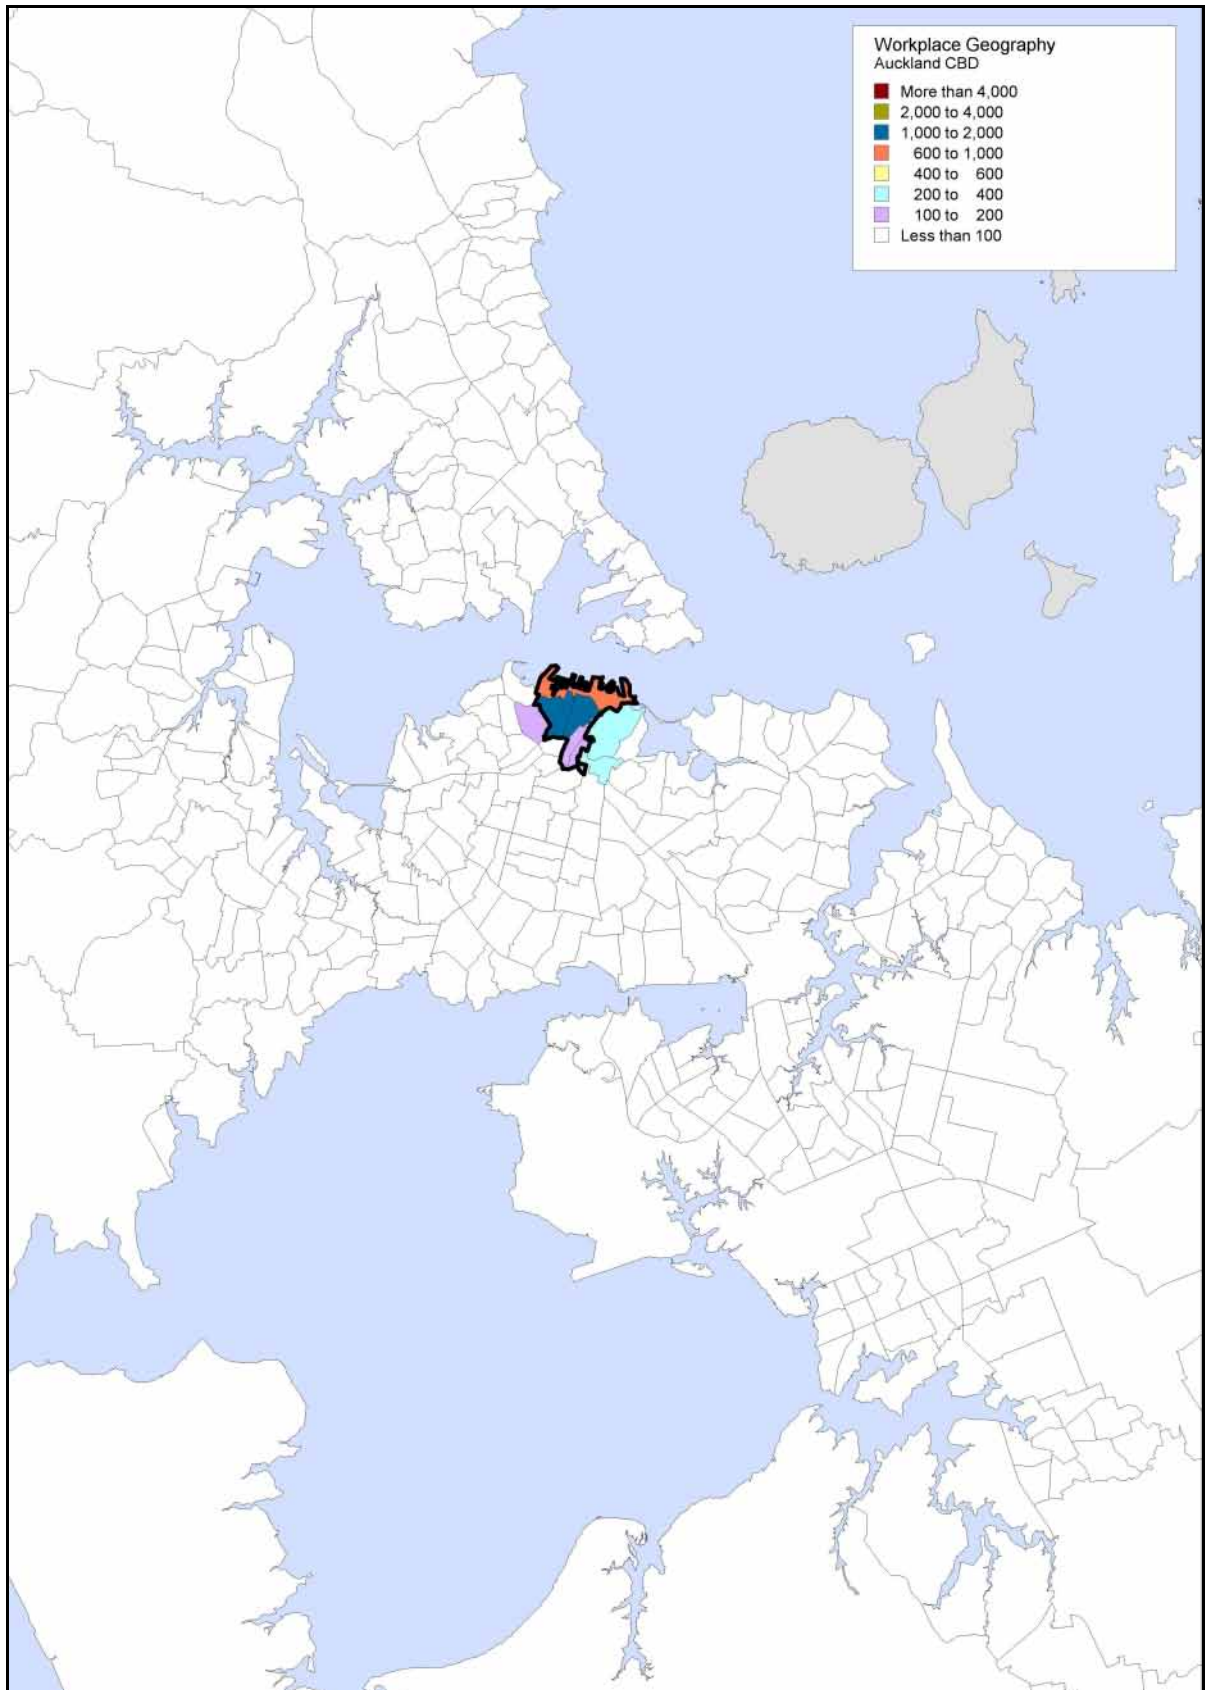 Workplace Geography
Auckland CBD
More than 4,000
2,000 to 4,000
1,000 to 2,000
600 to 1,000
400 to 600
200 to 400
100 to 200
Less than 100